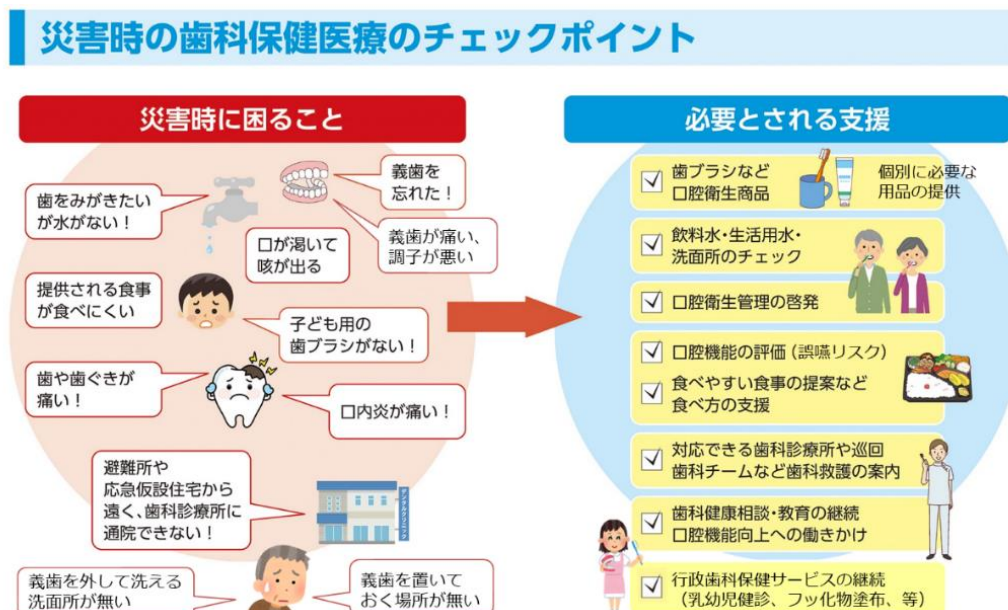 災害時の歯科保健医療のチェックポイント
災害時に困ること
歯をみがきたい
が水がない！
義歯を
忘れた！
義歯が痛い、
調子が悪い
口が渇いて
咳が出る
提供される食事
が食べにくい
子ども用の
歯ブラシがない！
歯や歯ぐきが
痛い！
口内炎が痛い！
避難所や
応急仮設住宅から
遠く、歯科診療所に
通院できない！
デンタルクリニック
義歯を外して洗える
洗面所が無い
義歯を置いて
おく場所が無い
必要とされる支援
歯ブラシなど
口腔衛生商品
個別に必要な
用品の提供
飲料水・生活用水・
洗面所のチェック
口腔衛生管理の啓発
口腔機能の評価（誤嚥リスク）
食べやすい食事の提案など
食べ方の支援
対応できる歯科診療所や巡回
歯科チームなど歯科救護の案内
歯科健康相談・教育の継続
口腔機能向上への働きかけ
行政歯科保健サービスの継続
（乳幼児健診、フッ化物塗布、等）